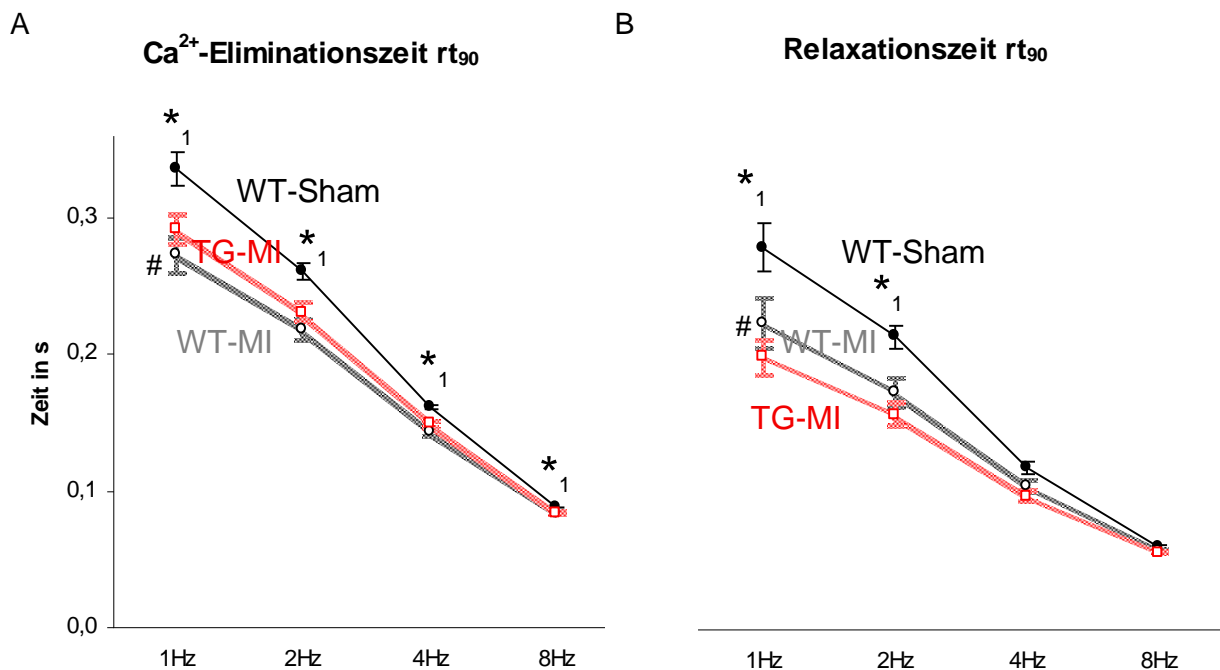 A
Ca2+-Eliminationszeit rt90
*1
WT-Sham
0,3
*1
TG-MI
#
WT-MI
0,2
*1
Zeit in s
*1
0,1
0,0
1Hz 2Hz 4Hz 8Hz
B
Relaxationszeit rt90
*1
WT-Sham
*1
#
WT-MI
TG-MI
1Hz 2Hz 4Hz 8Hz